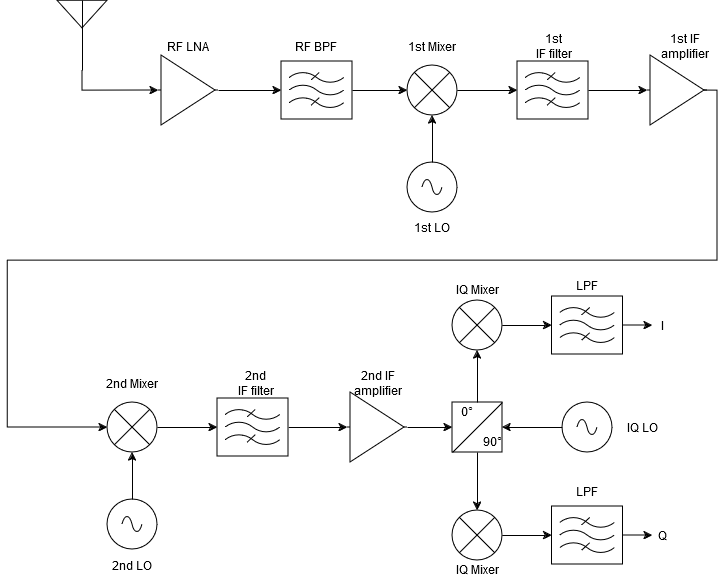 RF LNA
RF BPF
1st Mixer
1st
IF filter
1st IF
amplifier
1st LO
IQ Mixer
LPF
I
2nd Mixer
2nd
IF filter
2nd IF
amplifier
0°
90°
IQ LO
2nd LO
LPF
Q
IQ Mixer